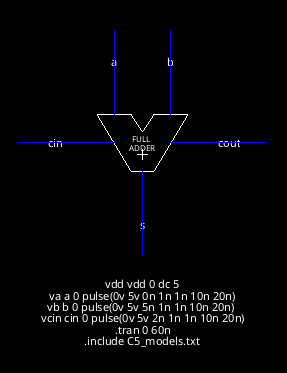 a b
FULL
ADDER
cin cout
s
vdd vdd 0 dc 5
va a 0 pulse(0v 5v 0n 1n 1n 10n 20n)
vb b 0 pulse(0v 5v 5n 1n 1n 10n 20n)
vcin cin 0 pulse(0v 5v 2n 1n 1n 10n 20n)
.tran 0 60n
.include C5_models.txt